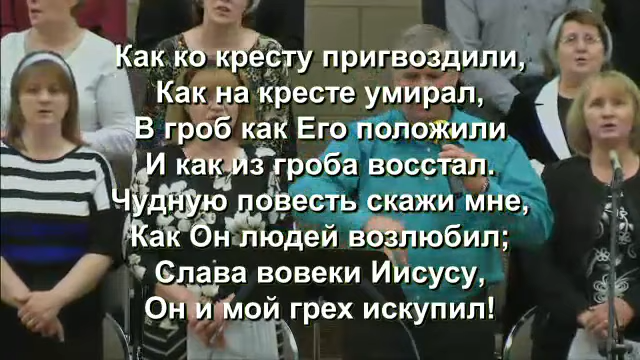 Как ко кресту пригвоздили,
Как на кресте умирал,
В гроб как Его положили
И как из гроба восстал.
Чудную повесть скажи мне,
Как Он людей возлюбил;
Слава вовеки Иисусу,
Он и мой грех искупил!